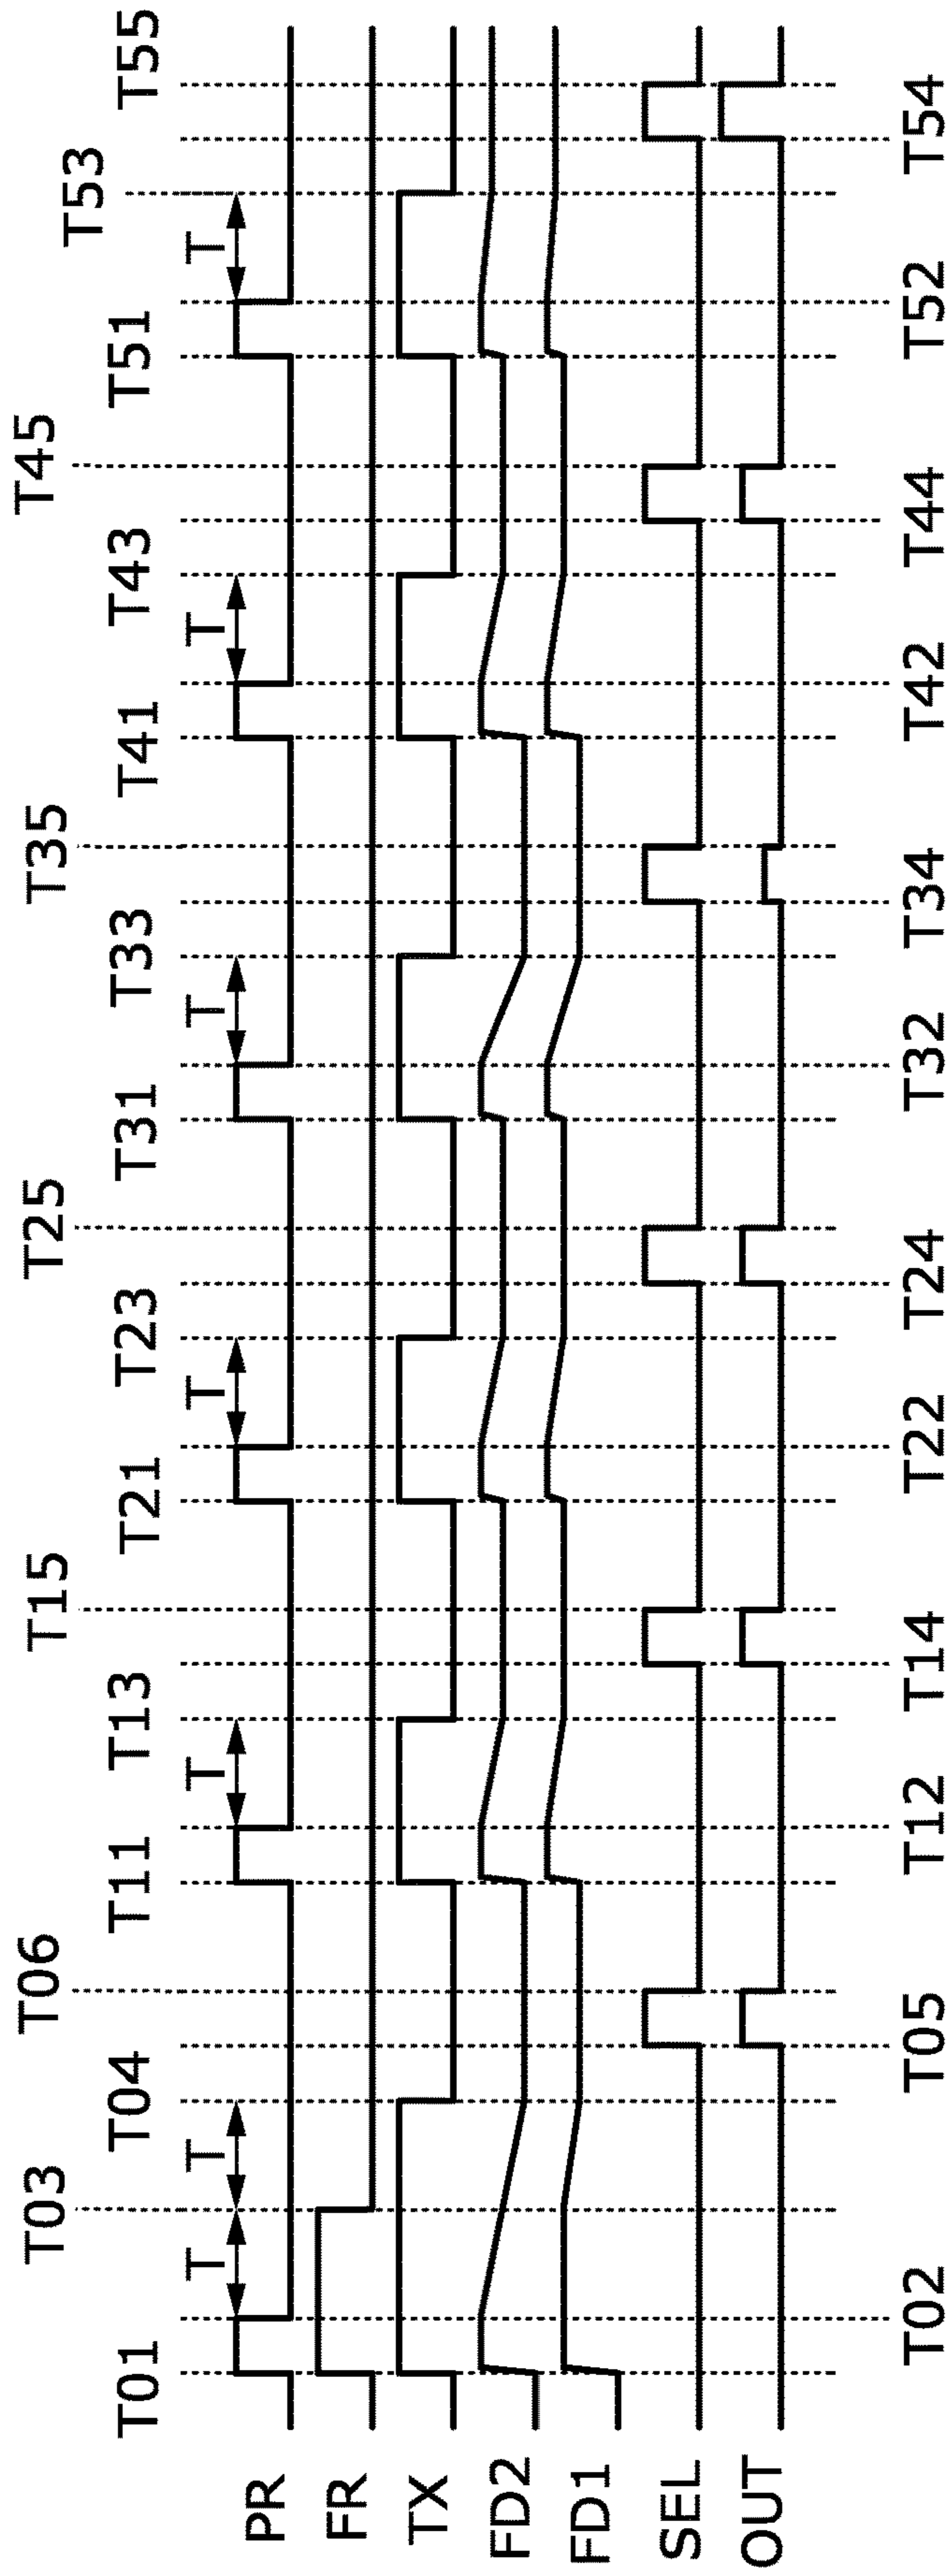 T03 T06 T15 T25 T35 T45 T53
T01 T04 T11 T13 T21 T23 T31 T33 T41 T43 T51 T55
T T T T T T T
PR
FR
TX
FD2
FD1
SEL
OUT
T02 T05 T12 T14 T22 T24 T32 T34 T42 T44 T52 T54